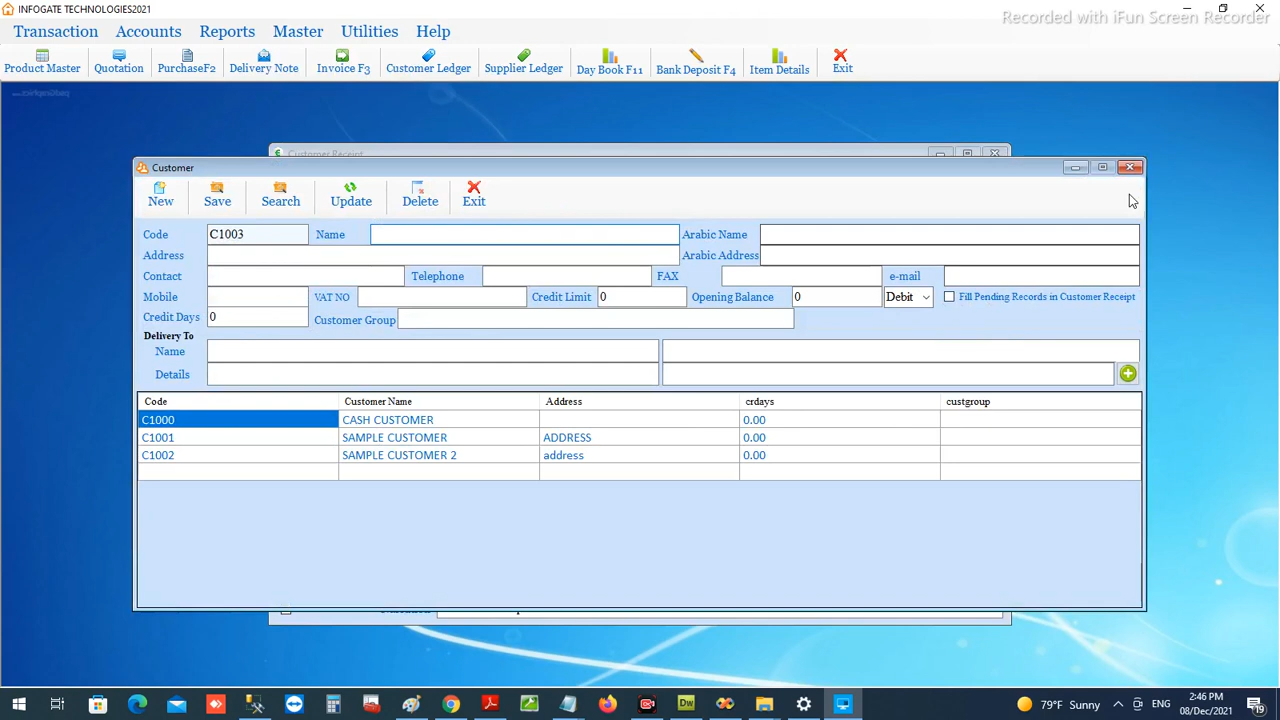 INFOGATE TECHNOLOGIES2021
Recorded with iFun Screen Recorder
Transaction Accounts Reports Master Utilities Help
Product Master Quotation PurchaseF2 Delivery Note Invoice F3 Customer Ledger Supplier Ledger Day Book F11 Bank Deposit F4 Item Details Exit
Customer Receipt
Customer
New Save Search Update Delete Exit
Code C1003 Name Arabic Name
Address Arabic Address
Contact Telephone FAX e-mail
Mobile VAT NO Credit Limit 0 Opening Balance 0 Debit Fill Pending Records in Customer Receipt
Credit Days 0 Customer Group
Delivery To
Name
Details
Code Customer Name Address crdays custgroup
C1000 CASH CUSTOMER 0.00
C1001 SAMPLE CUSTOMER ADDRESS 0.00
C1002 SAMPLE CUSTOMER 2 address 0.00
79°F Sunny ENG 2:46 PM
08/Dec/2021 19